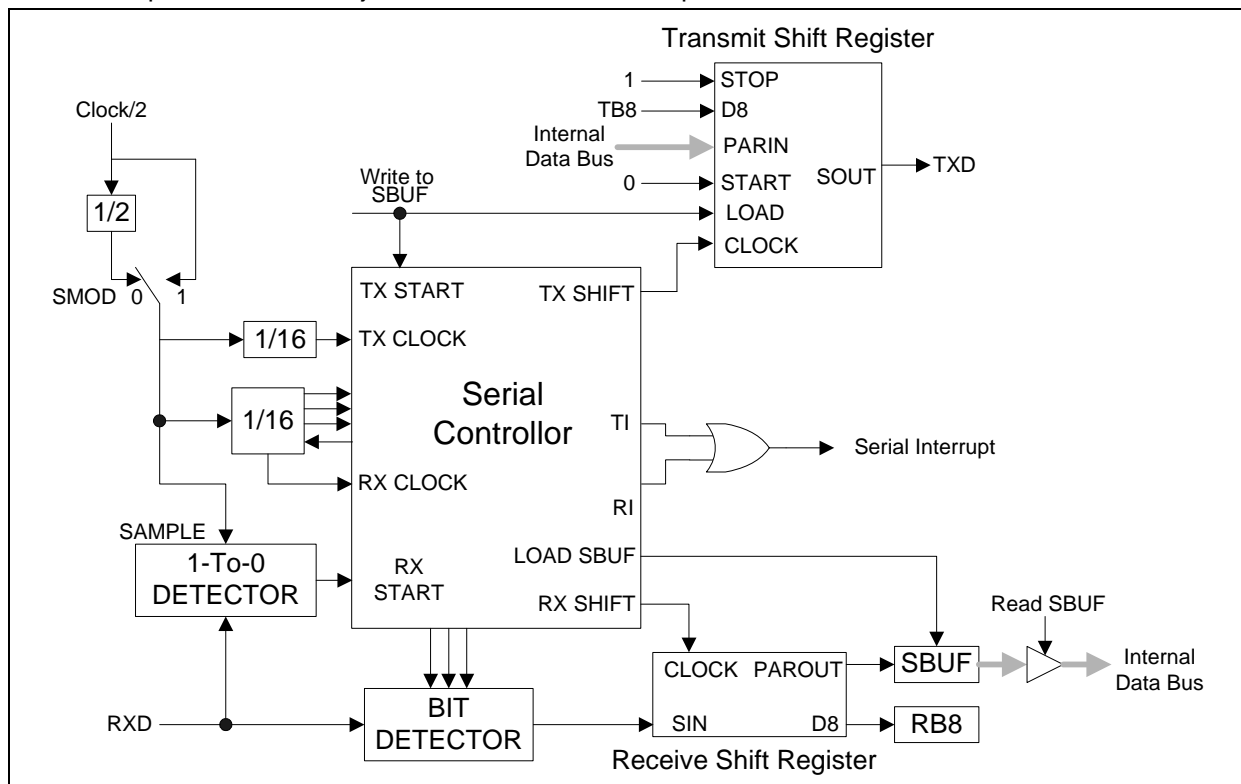 Transmit Shift Register
1
STOP
TB8
D8
Internal
Data Bus
PARIN
0
START
SOUT
TXD
LOAD
CLOCK
Clock/2
1/2
SMOD 0 1
Write to
SBUF
TX START
TX SHIFT
1/16
TX CLOCK
1/16
Serial
Controllor
TI
Serial Interrupt
RX CLOCK
RI
SAMPLE
1-To-0
DETECTOR
RX
START
LOAD SBUF
RX SHIFT
Read SBUF
CLOCK PAROUT
SBUF
Internal
Data Bus
RXD
BIT
DETECTOR
SIN
D8
RB8
Receive Shift Register